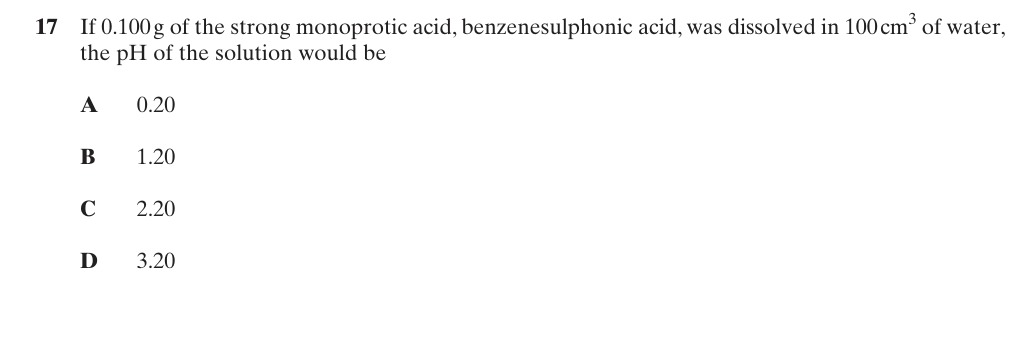 17 If 0.100 g of the strong monoprotic acid, benzenesulphonic acid, was dissolved in 100 cm³ of water,
the pH of the solution would be
A 0.20
B 1.20
C 2.20
D 3.20